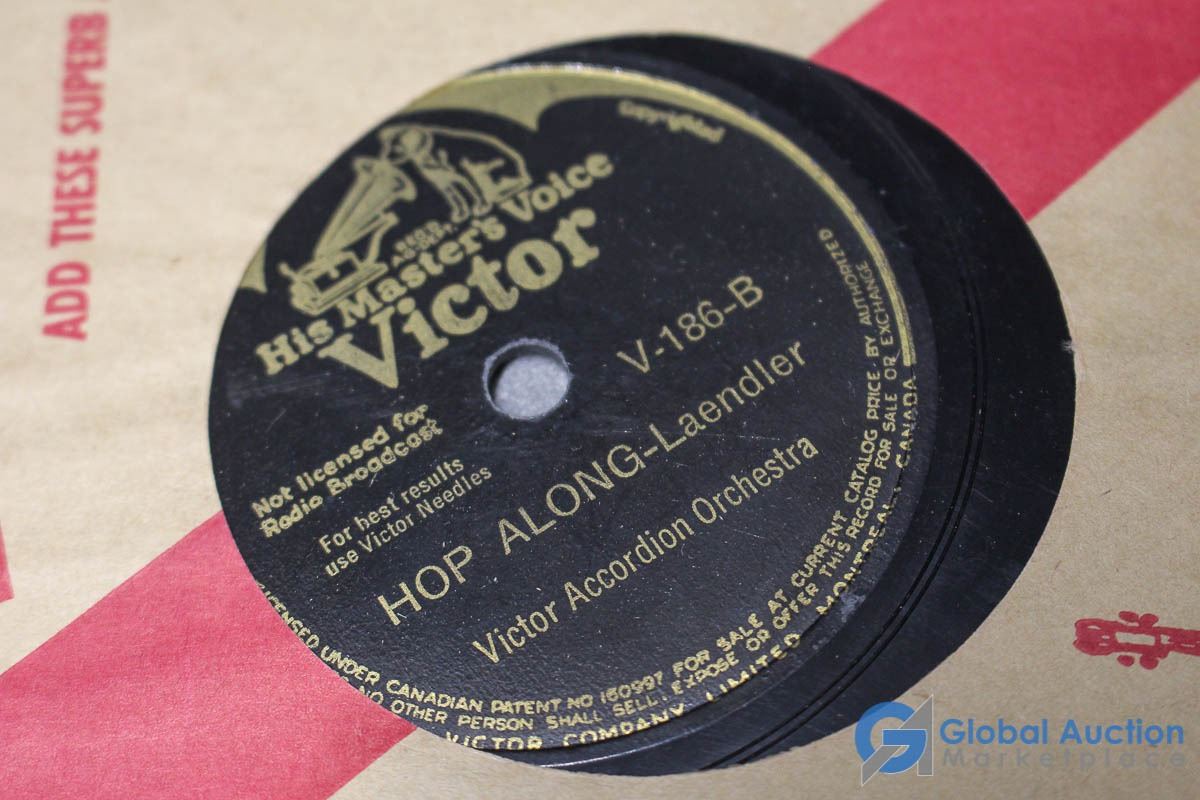 ADD THESE SUPERB
Copyrighted
REG'D
His Master's Voice
Victor
V-186-B
Not licensed for
Radio Broadcast
For best results
use Victor Needles
HOP ALONG-Laendler
Victor Accordion Orchestra
LICENSED UNDER CANADIAN PATENT NO 160997 FOR SALE AT CURRENT CATALOG PRICE BY AUTHORIZED
NO OTHER PERSON SHALL SELL, EXPOSE OR OFFER THIS RECORD FOR SALE OR EXCHANGE
VICTOR COMPANY LIMITED MONTREAL CANADA
Global Auction
Marketplace